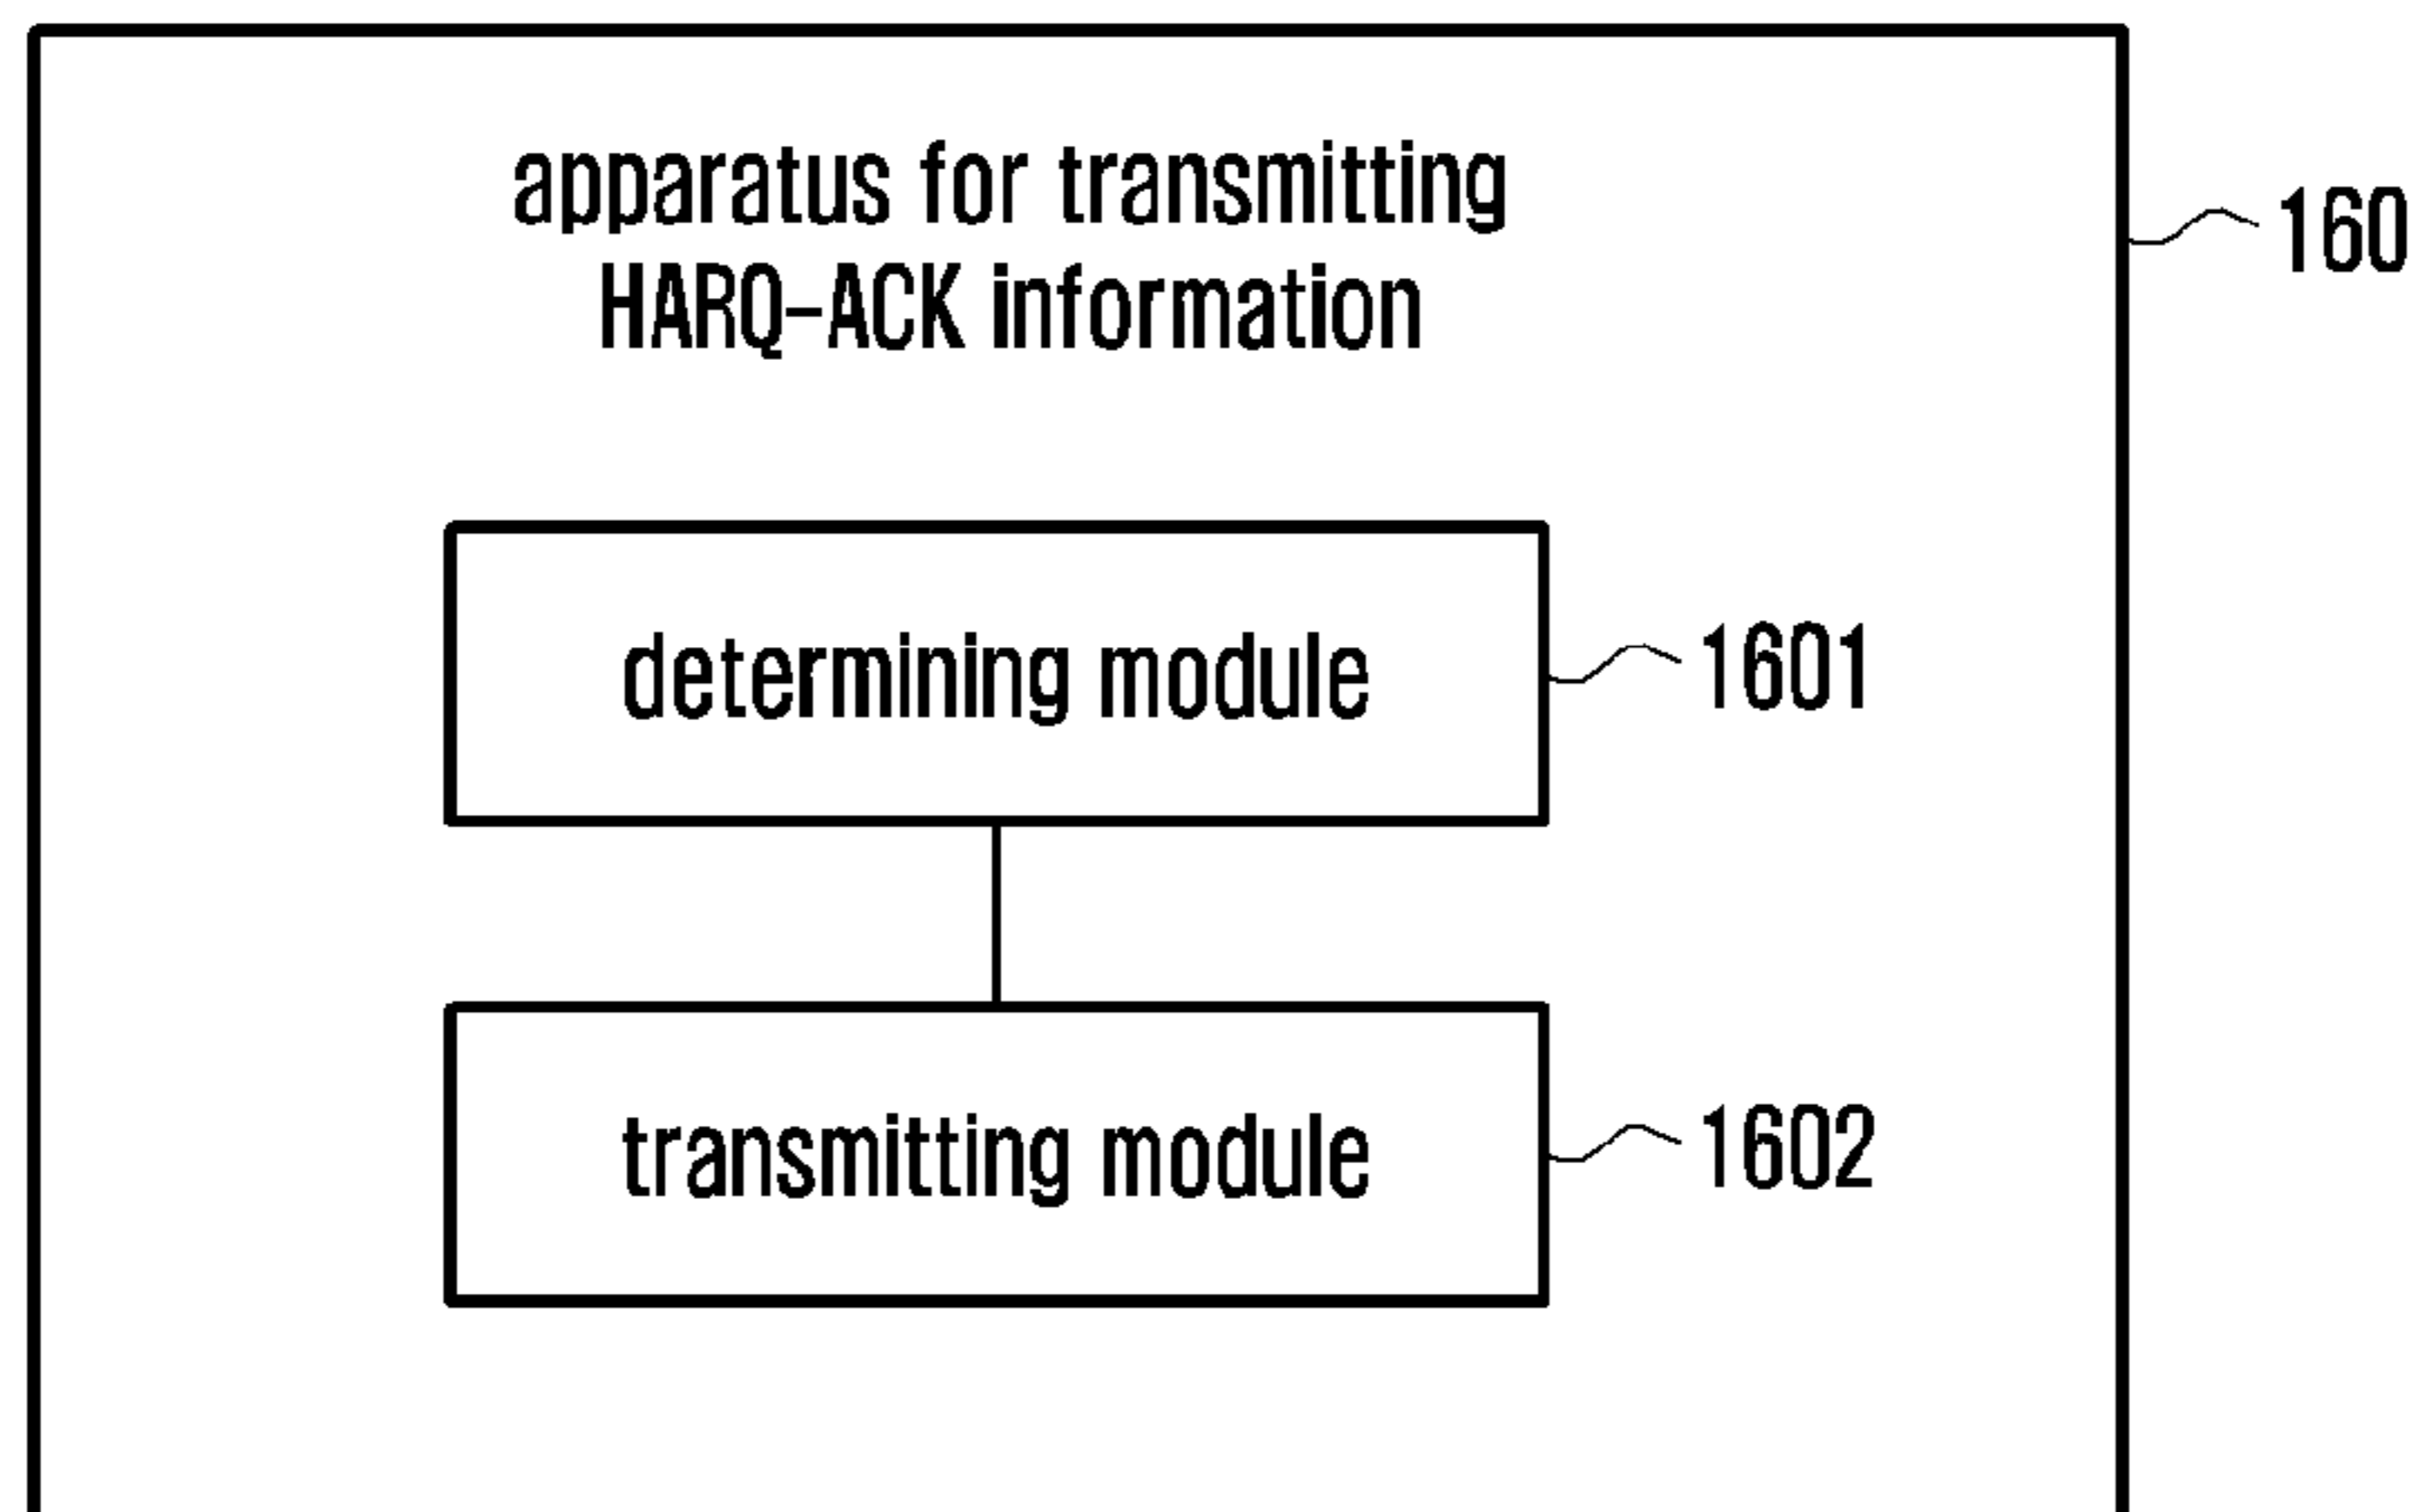 apparatus for transmitting
HARQ-ACK information
160
determining module
1601
transmitting module
1602